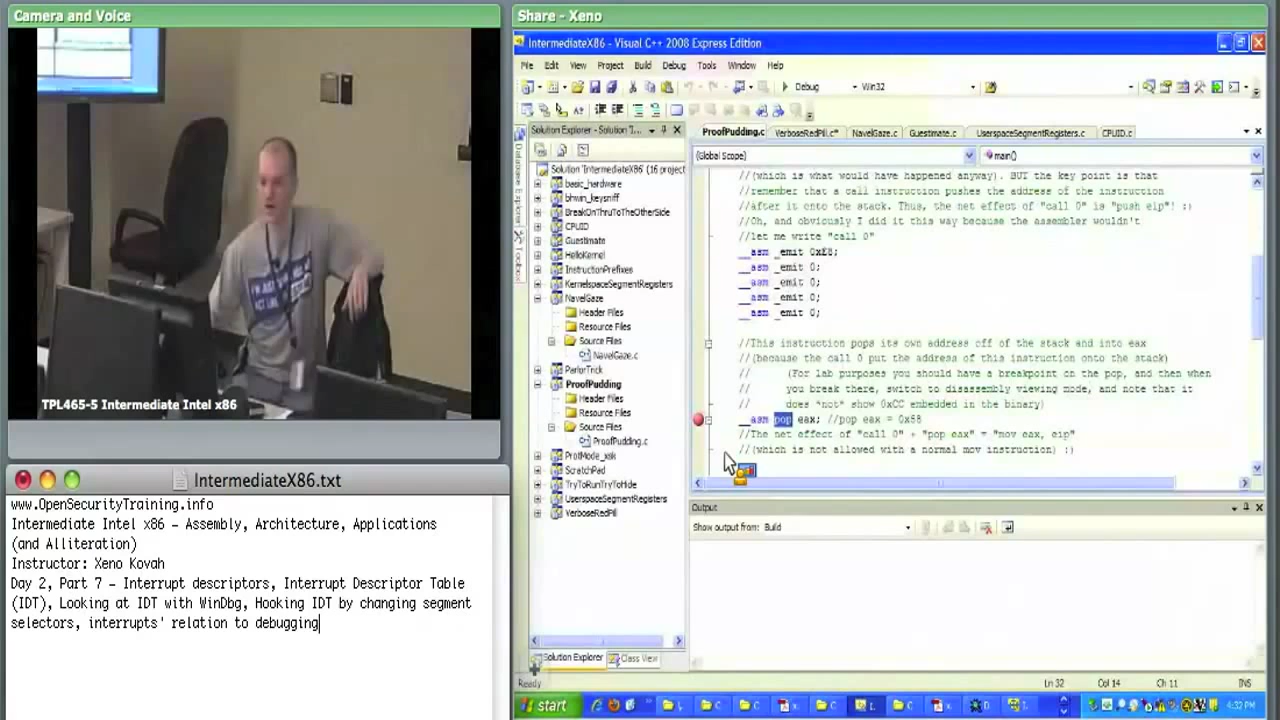 Camera and Voice
TPL465-5 Intermediate Intel x86
IntermediateX86.txt
www.OpenSecurityTraining.info
Intermediate Intel x86 – Assembly, Architecture, Applications
(and Alliteration)
Instructor: Xeno Kovah
Day 2, Part 7 – Interrupt descriptors, Interrupt Descriptor Table
(IDT), Looking at IDT with WinDbg, Hooking IDT by changing segment
selectors, interrupts' relation to debugging
Share - Xeno
IntermediateX86 - Visual C++ 2008 Express Edition
File Edit View Project Build Debug Tools Window Help
Debug Win32
Solution Explorer - Solution 'I...
Database Explorer
Toolbox
Solution 'IntermediateX86' (16 project
basic_hardware
bhwin_keysniff
BreakOnThruToTheOtherSide
CPUID
Guestimate
HelloKernel
InstructionPrefixes
KernelspaceSegmentRegisters
NavelGaze
Header Files
Resource Files
Source Files
NavelGaze.c
ParlorTrick
ProofPudding
Header Files
Resource Files
Source Files
ProofPudding.c
ProtMode_xxk
ScratchPad
TryToRunTryToHide
UserspaceSegmentRegisters
VerboseRedPill
Solution Explorer Class View
ProofPudding.c VerboseRedPill.c* NavelGaze.c Guestimate.c UserspaceSegmentRegisters.c CPUID.c
(Global Scope) main()
//(which is what would have happened anyway). BUT the key point is that
//remember that a call instruction pushes the address of the instruction
//after it onto the stack. Thus, the net effect of "call 0" is "push eip"! :)
//Oh, and obviously I did it this way because the assembler wouldn't
//let me write "call 0"
__asm _emit 0xE8;
__asm _emit 0;
__asm _emit 0;
__asm _emit 0;
__asm _emit 0;
//This instruction pops its own address off of the stack and into eax
//(because the call 0 put the address of this instruction onto the stack)
// (For lab purposes you should have a breakpoint on the pop, and then when
// you break there, switch to disassembly viewing mode, and note that it
// does *not* show 0xCC embedded in the binary)
__asm pop eax; //pop eax = 0x58
//The net effect of "call 0" + "pop eax" = "mov eax, eip"
//(which is not allowed with a normal mov instruction) :)
Output
Show output from: Build
Ready
Ln 32 Col 14 Ch 11 INS
start
4:32 PM